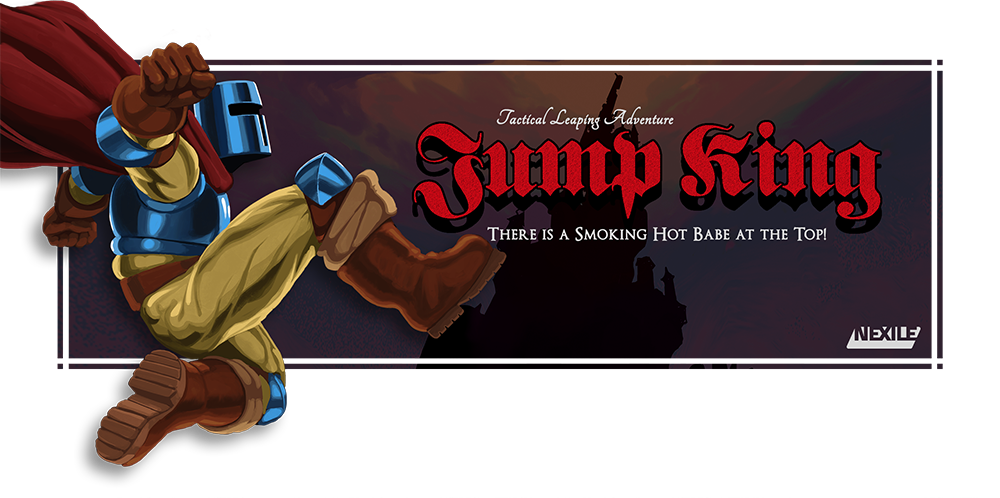 Tactical Leaping Adventure
Jump King
There is a Smoking Hot Babe at the Top!
NEXILE